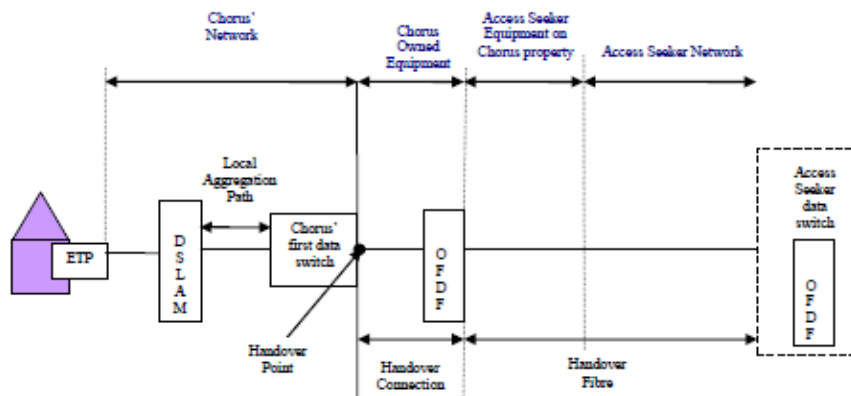 Chorus'
Network
Chorus
Owned
Equipment
Access Seeker
Equipment on
Chorus property
Access Seeker Network
Local
Aggregation
Path
Access
Seeker
data
switch
ETP
D
S
L
A
M
Chorus'
first data
switch
O
F
D
F
O
F
D
F
Handover
Point
Handover
Connection
Handover
Fibre